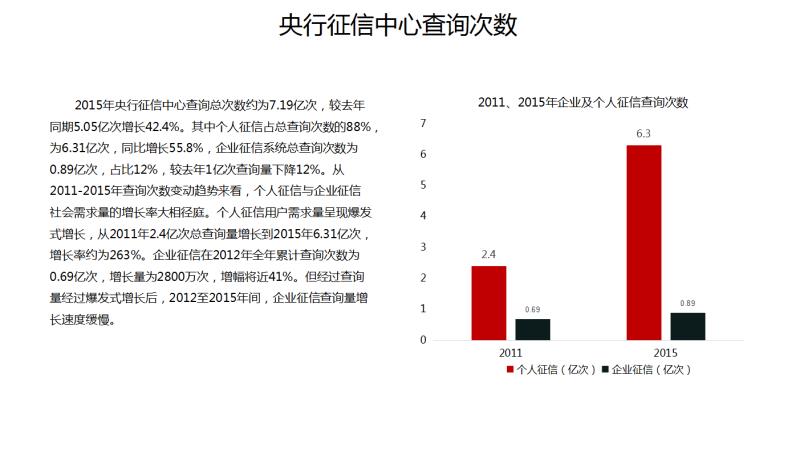 央行征信中心查询次数
2015年央行征信中心查询总次数约为7.19亿次，较去年
同期5.05亿次增长42.4%。其中个人征信占总查询次数的88%，
为6.31亿次，同比增长55.8%，企业征信系统总查询次数为
0.89亿次，占比12%，较去年1亿次查询量下降12%。从
2011-2015年查询次数变动趋势来看，个人征信与企业征信
社会需求量的增长率大相径庭。个人征信用户需求量呈现爆发
式增长，从2011年2.4亿次总查询量增长到2015年6.31亿次，
增长率约为263%。企业征信在2012年全年累计查询次数为
0.69亿次，增长量为2800万次，增幅将近41%。但经过查询
量经过爆发式增长后，2012至2015年间，企业征信查询量增
长速度缓慢。
2011、2015年企业及个人征信查询次数
7
6
5
4
3
2
1
0
2.4
0.69
6.3
0.89
2011
2015
个人征信（亿次）
企业征信（亿次）